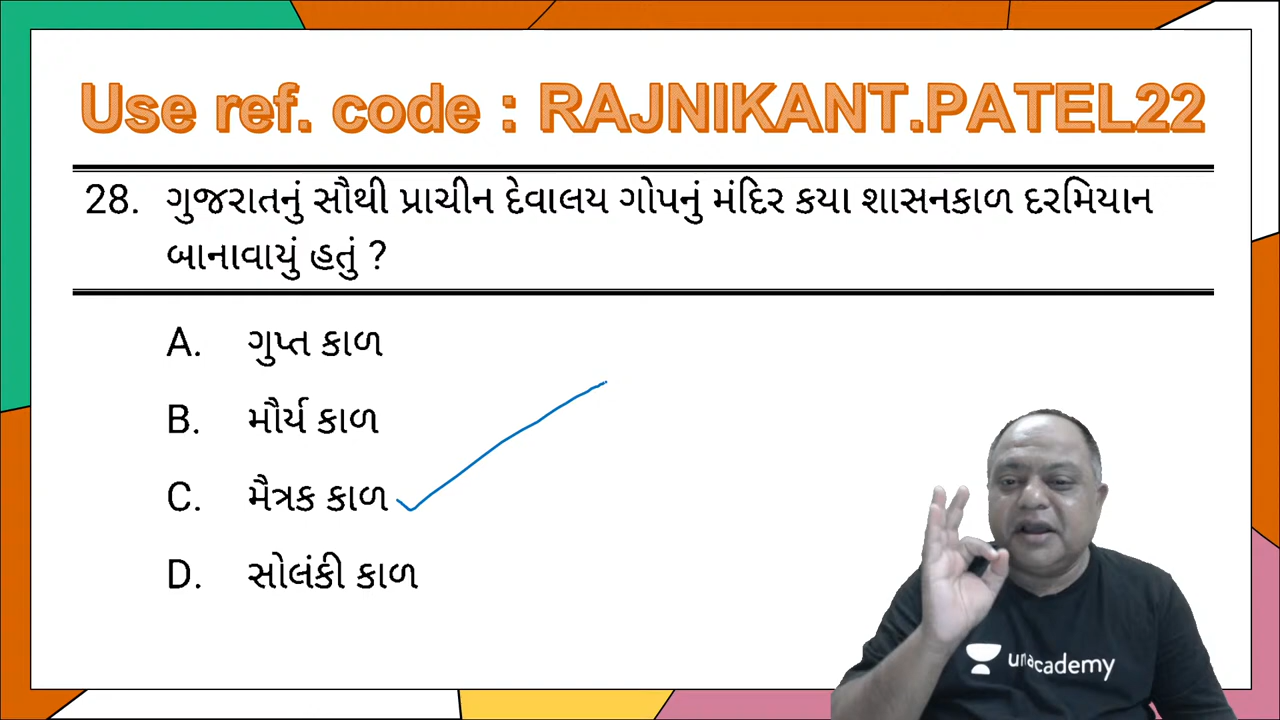 Use ref. code : RAJNIKANT.PATEL22
28. ગુજરાતનું સૌથી પ્રાચીન દેવાલય ગોપનું મંદિર કયા શાસનકાળ દરમિયાન
બાનાવાયું હતું ?
A. ગુપ્ત કાળ
B. મૌર્ય કાળ
C. મૈત્રક કાળ
D. સોલંકી કાળ
unacademy